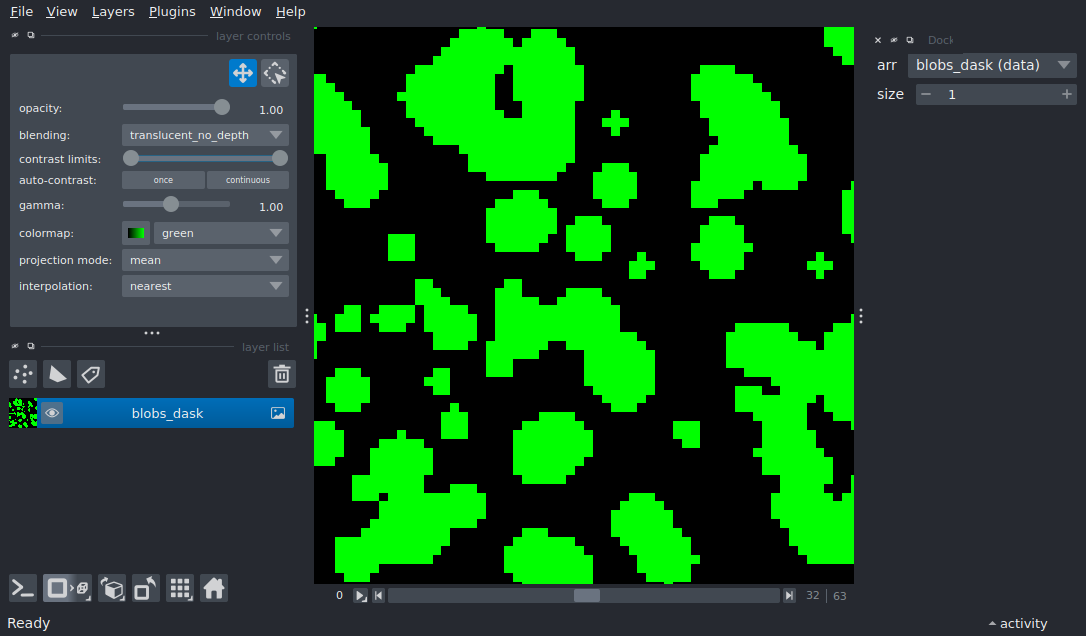 File View Layers Plugins Window Help
layer controls
opacity: 1.00
blending: translucent_no_depth
contrast limits:
auto-contrast: once continuous
gamma: 1.00
colormap: green
projection mode: mean
interpolation: nearest
layer list
blobs_dask
0 32 63
Ready
activity
Dock
arr blobs_dask (data)
size 1